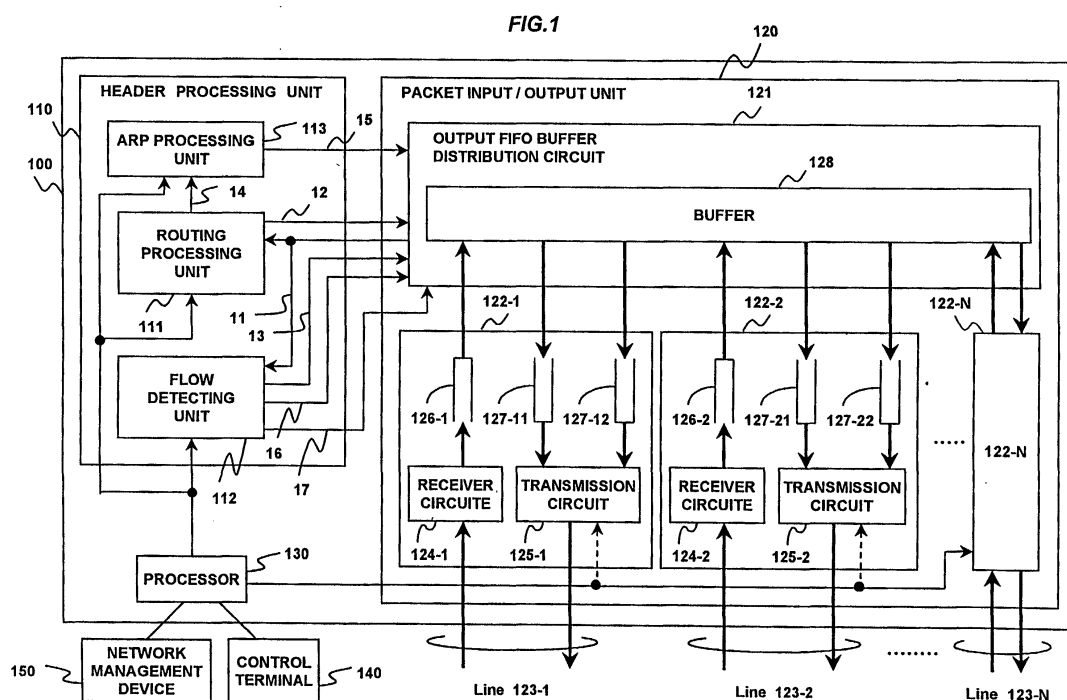 FIG.1
120
HEADER PROCESSING UNIT
PACKET INPUT / OUTPUT UNIT
121
110
113
15
ARP PROCESSING
UNIT
OUTPUT FIFO BUFFER
DISTRIBUTION CIRCUIT
100
128
14
12
BUFFER
ROUTING
PROCESSING
UNIT
111
11
13
122-1
122-2
122-N
FLOW
DETECTING
UNIT
126-1
127-11
127-12
126-2
127-21
127-22
.....
122-N
112
16
17
RECEIVER
CIRCUITE
TRANSMISSION
CIRCUIT
RECEIVER
CIRCUITE
TRANSMISSION
CIRCUIT
124-1
125-1
124-2
125-2
130
PROCESSOR
150
NETWORK
MANAGEMENT
DEVICE
CONTROL
TERMINAL
140
........
Line 123-1
Line 123-2
Line 123-N